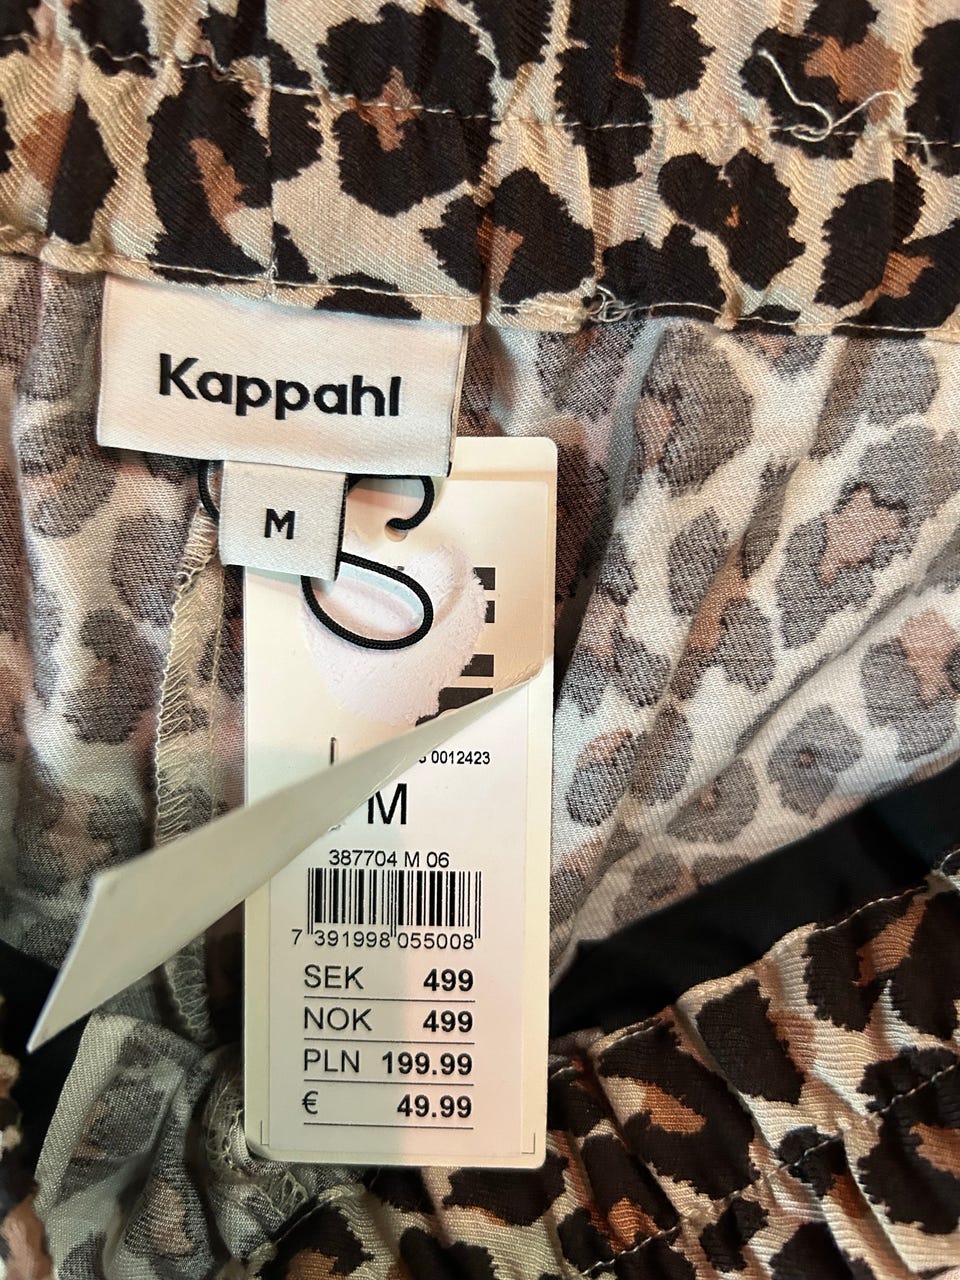 Kappahl
M
0012423
M
387704 M 06
7 391998 055008
SEK 499
NOK 499
PLN 199.99
€ 49.99